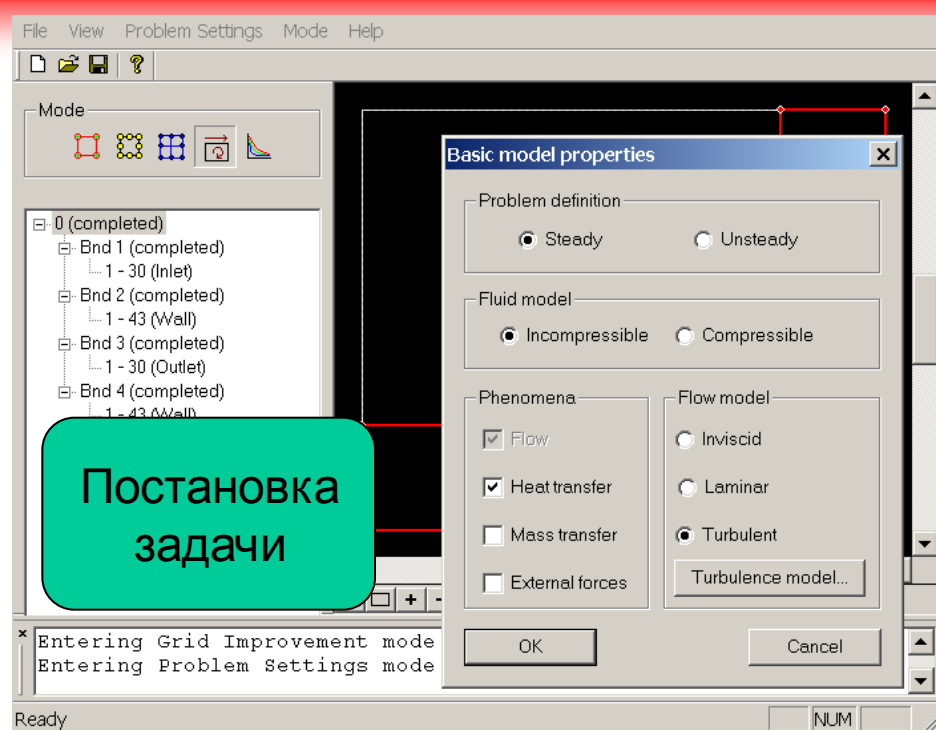 File View Problem Settings Mode Help
Mode
0 (completed)
Bnd 1 (completed)
1 - 30 (Inlet)
Bnd 2 (completed)
1 - 43 (Wall)
Bnd 3 (completed)
1 - 30 (Outlet)
Bnd 4 (completed)
1 - 43 (Wall)
Постановка
задачи
Basic model properties
Problem definition
Steady Unsteady
Fluid model
Incompressible Compressible
Phenomena
Flow
Heat transfer
Mass transfer
External forces
Flow model
Inviscid
Laminar
Turbulent
Turbulence model...
OK Cancel
Entering Grid Improvement mode
Entering Problem Settings mode
Ready NUM